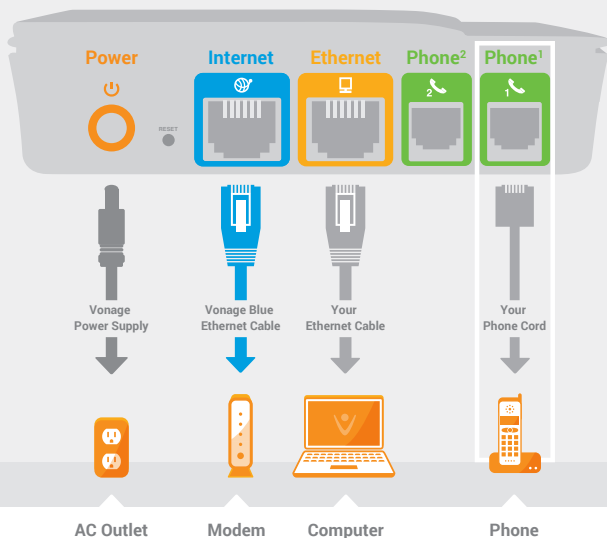 Power Internet Ethernet Phone² Phone¹
2 1
RESET
Vonage Vonage Blue Your Your
Power Supply Ethernet Cable Ethernet Cable Phone Cord
AC Outlet Modem Computer Phone